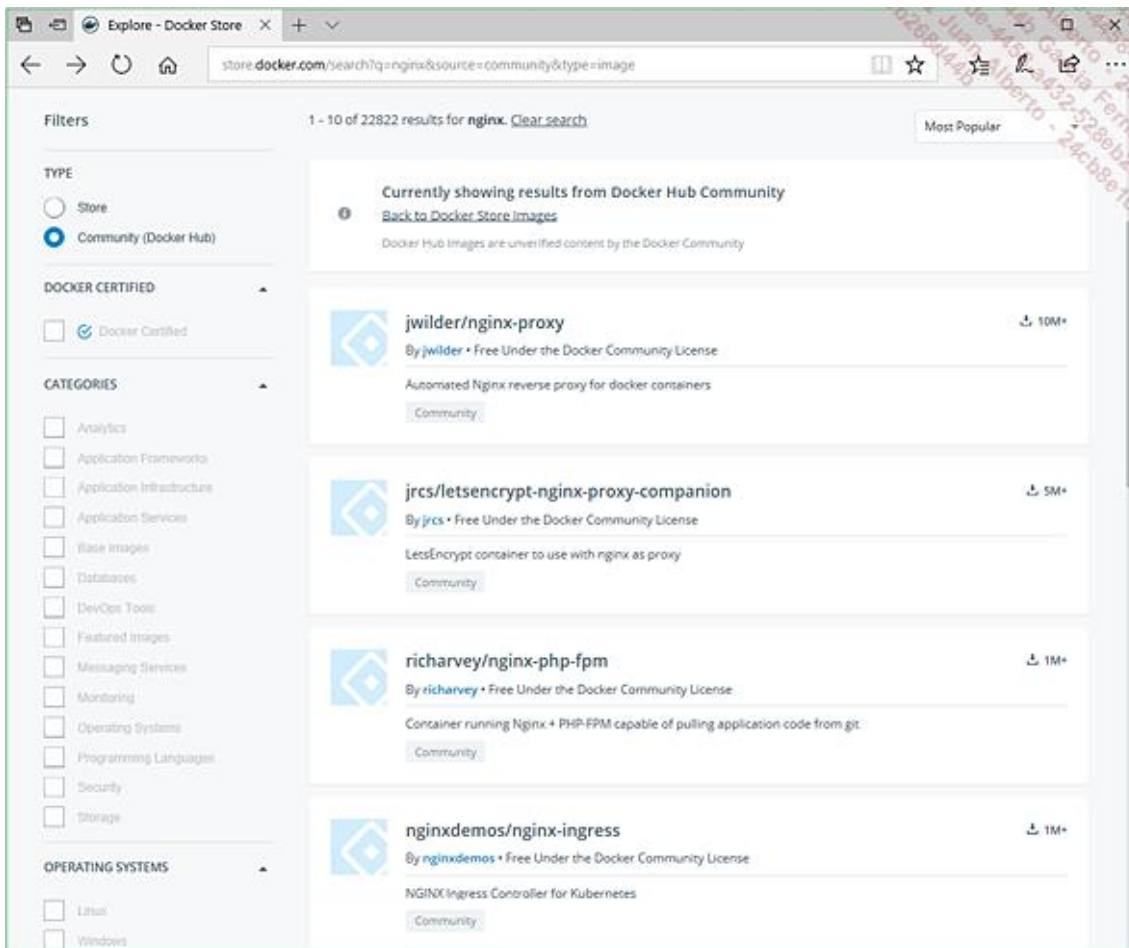 Explore - Docker Store
store.docker.com/search?q=nginx&source=community&type=image
Filters
TYPE
Store
Community (Docker Hub)
DOCKER CERTIFIED
Docker Certified
CATEGORIES
Analytics
Application Frameworks
Application Infrastructure
Application Services
Base Images
Databases
DevOps Tools
Featured Images
Messaging Services
Monitoring
Operating Systems
Programming Languages
Security
Storage
OPERATING SYSTEMS
Linux
Windows
1 - 10 of 22822 results for nginx. Clear search
Most Popular
Currently showing results from Docker Hub Community
Back to Docker Store Images
Docker Hub Images are unverified content by the Docker Community
jwilder/nginx-proxy
10M+
By jwilder • Free Under the Docker Community License
Automated Nginx reverse proxy for docker containers
Community
jrcs/letsencrypt-nginx-proxy-companion
5M+
By jrcs • Free Under the Docker Community License
LetsEncrypt container to use with nginx as proxy
Community
richarvey/nginx-php-fpm
1M+
By richarvey • Free Under the Docker Community License
Container running Nginx + PHP-FPM capable of pulling application code from git
Community
nginxdemos/nginx-ingress
1M+
By nginxdemos • Free Under the Docker Community License
NGINX Ingress Controller for Kubernetes
Community